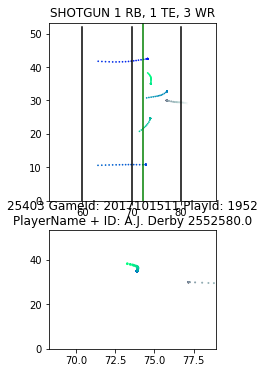 SHOTGUN 1 RB, 1 TE, 3 WR
50
40
30
20
10
0
60 70 80
25403 GameId: 2017101511 PlayId: 1952
PlayerName + ID: A.J. Derby 2552580.0
40
20
0
70.0 72.5 75.0 77.5